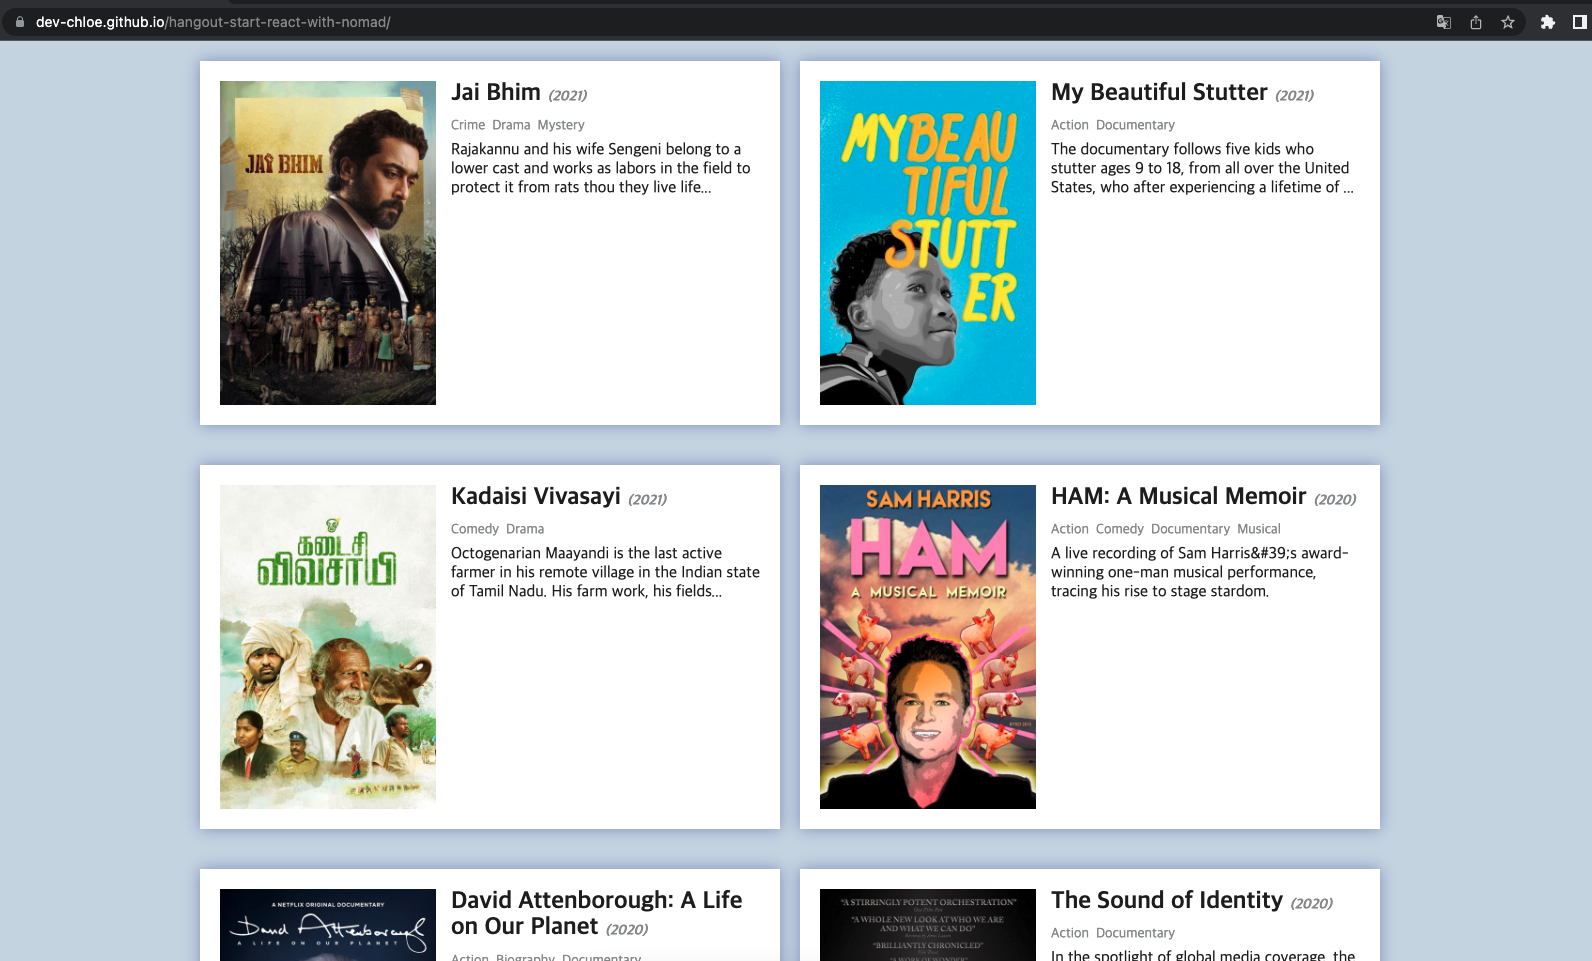 dev-chloe.github.io/hangout-start-react-with-nomad/
JAI BHIM
Jai Bhim (2021)
Crime Drama Mystery
Rajakannu and his wife Sengeni belong to a
lower cast and works as labors in the field to
protect it from rats thou they live life...
MY BEAU
TIFUL
STUTT
ER
My Beautiful Stutter (2021)
Action Documentary
The documentary follows five kids who
stutter ages 9 to 18, from all over the United
States, who after experiencing a lifetime of ...
கடைசி
விவசாயி
Kadaisi Vivasayi (2021)
Comedy Drama
Octogenarian Maayandi is the last active
farmer in his remote village in the Indian state
of Tamil Nadu. His farm work, his fields...
SAM HARRIS
HAM
A MUSICAL MEMOIR
HAM: A Musical Memoir (2020)
Action Comedy Documentary Musical
A live recording of Sam Harris&#39;s award-
winning one-man musical performance,
tracing his rise to stage stardom.
A NETFLIX ORIGINAL DOCUMENTARY
David Attenborough
A LIFE ON OUR PLANET
David Attenborough: A Life
on Our Planet (2020)
Action Biography Documentary
"A STIRRINGLY POTENT ORCHESTRATION"
"A WHOLE NEW LOOK AT WHO WE ARE
AND WHAT WE CAN DO"
"BRILLIANTLY CHRONICLED"
"A WORK OF WONDER"
The Sound of Identity (2020)
Action Documentary
In the spotlight of global media coverage, the